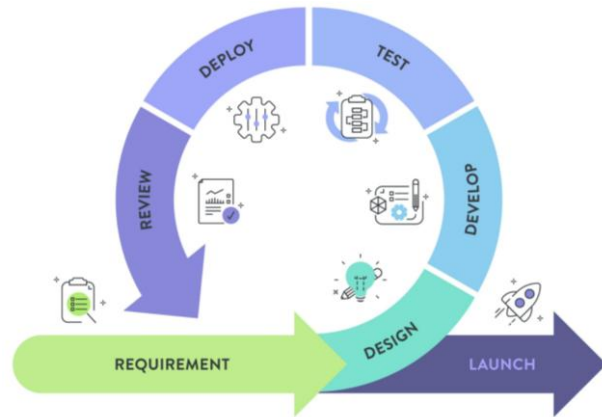 DEPLOY
TEST
REVIEW
DEVELOP
DESIGN
REQUIREMENT
LAUNCH